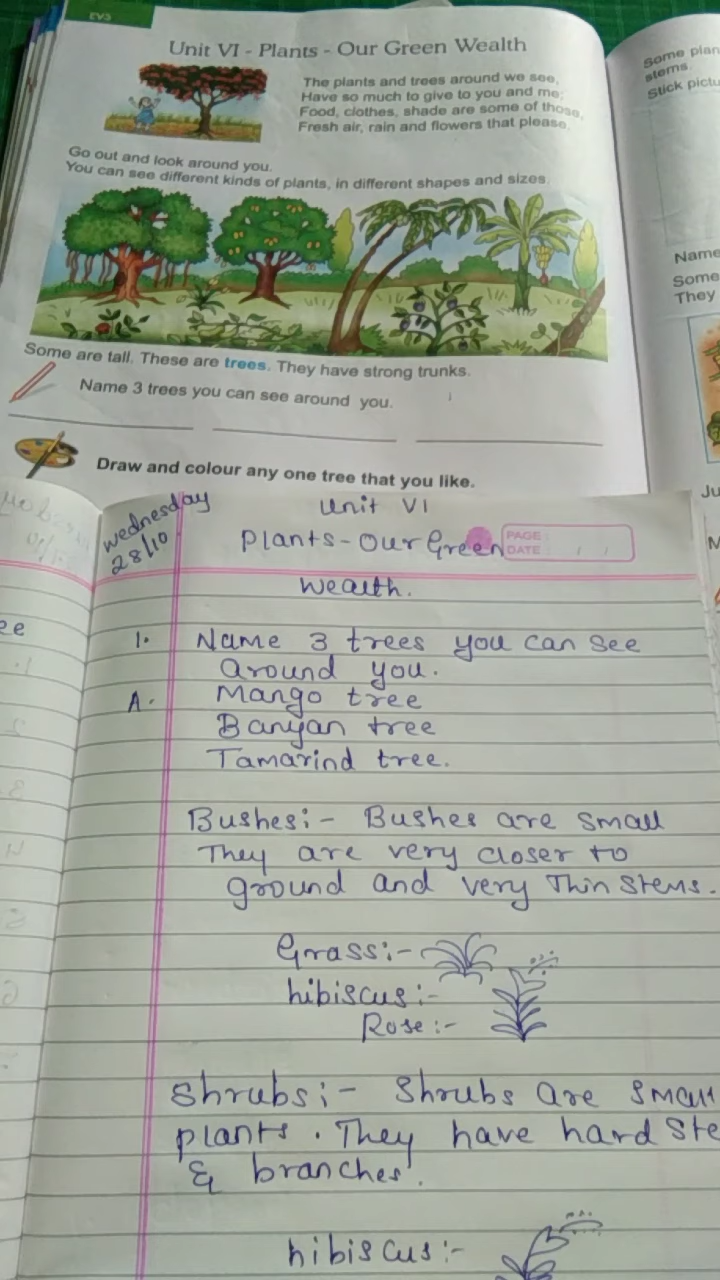 EV3
Unit VI - Plants - Our Green Wealth
The plants and trees around we see,
Have so much to give to you and me;
Food, clothes, shade are some of those,
Fresh air, rain and flowers that please.
Go out and look around you.
You can see different kinds of plants, in different shapes and sizes.
Some are tall. These are trees. They have strong trunks.
Name 3 trees you can see around you.
Draw and colour any one tree that you like.
Some plan
stems.
Stick pictu
Name
Some
They
Ju
wednesday
28/10
Unit VI
Plants - Our Green
PAGE :
DATE : / /
Wealth.
1. Name 3 trees you can see
around you.
A. Mango tree
Banyan tree
Tamarind tree.
Bushes:- Bushes are small
They are very closer to
ground and very Thin stems.
Grass:-
hibiscus:-
Rose:-
Shrubs:- Shrubs are small
plants. They have hard Ste
& branches.
hibiscus:-